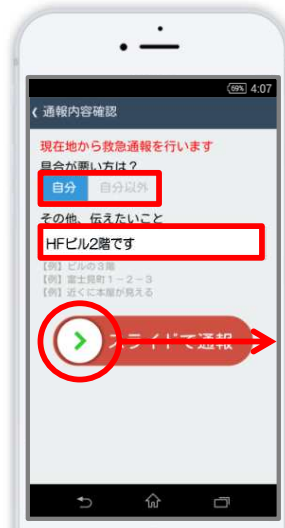 69% 4:07
通報内容確認
現在地から救急通報を行います
具合が悪い方は？
自分 自分以外
その他、伝えたいこと
HFビル2階です
【例】ビルの３階
【例】富士見町１－２－３
【例】近くに本屋が見える
スライドで通報